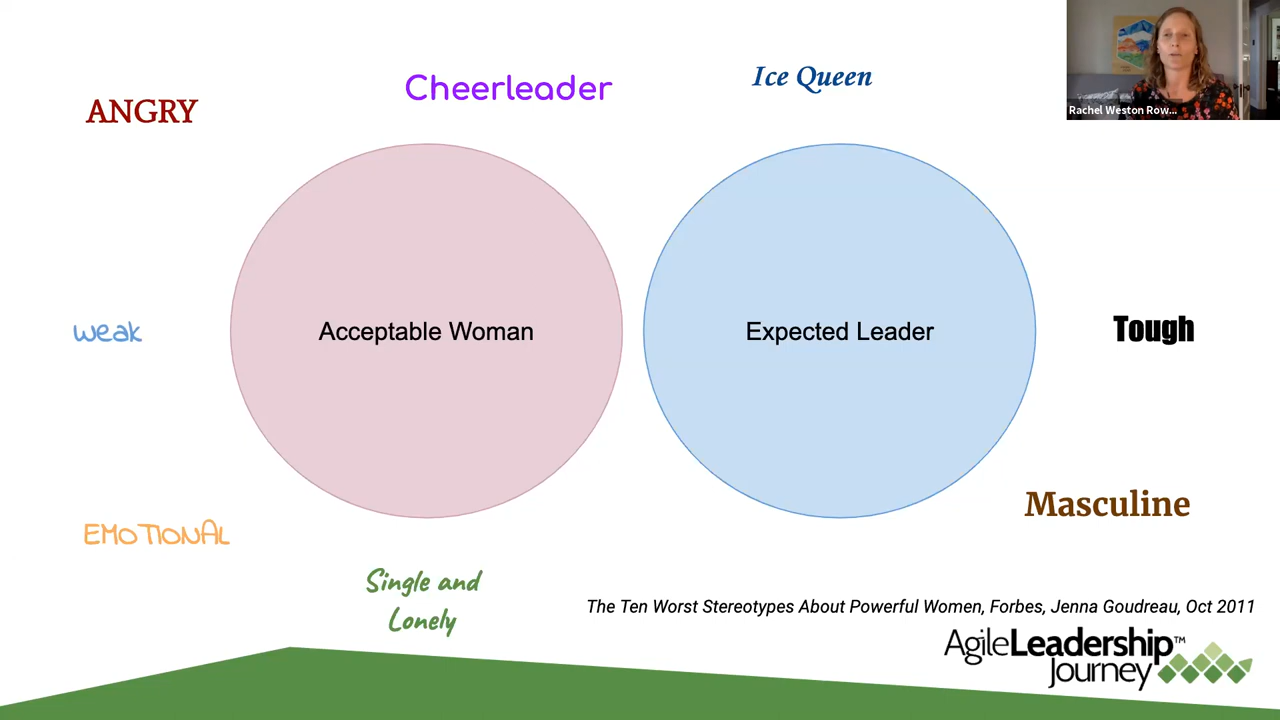 Cheerleader
Ice Queen
ANGRY
Rachel Weston Row...
Acceptable Woman
Expected Leader
weak
Tough
Masculine
EMOTIONAL
Single and
Lonely
The Ten Worst Stereotypes About Powerful Women, Forbes, Jenna Goudreau, Oct 2011
AgileLeadership™
Journey